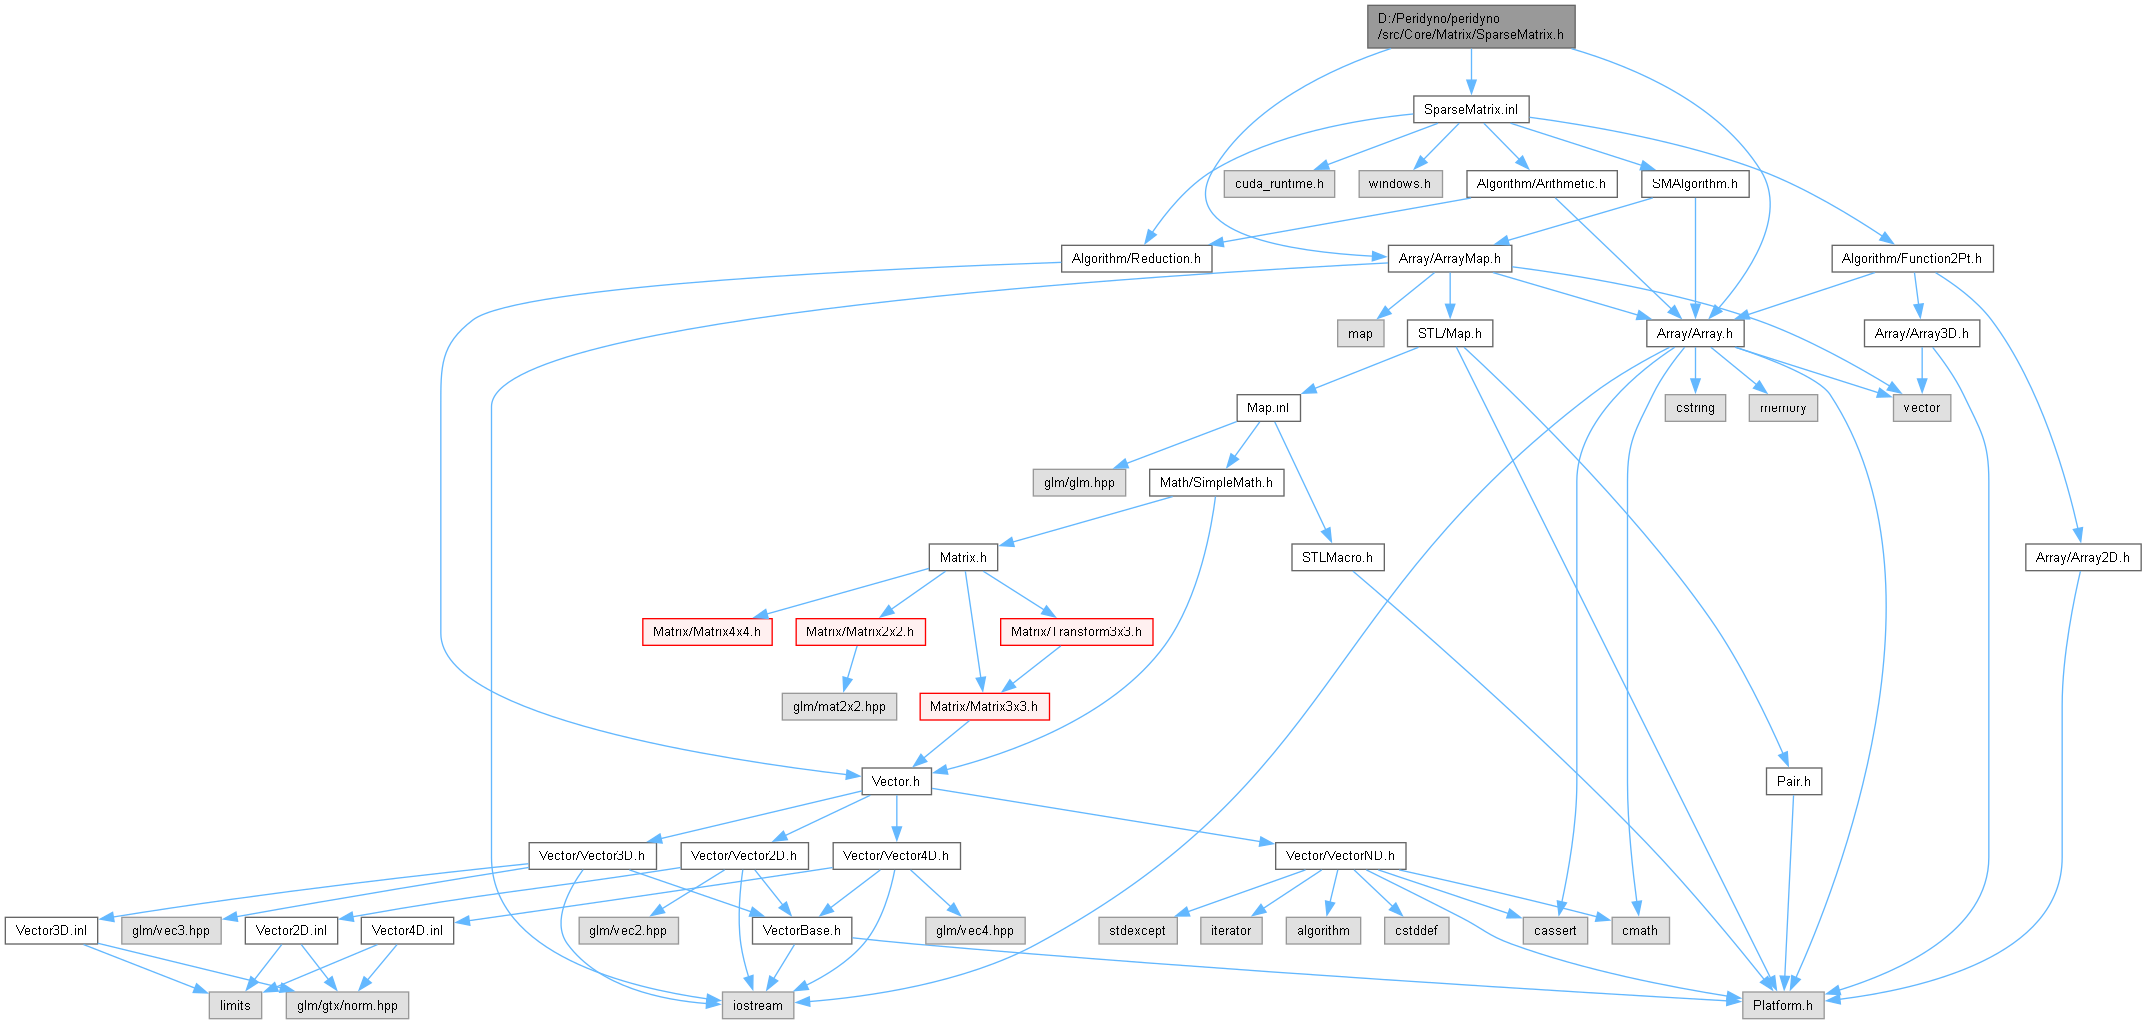 D:/Peridyno/peridyno
/src/Core/Matrix/SparseMatrix.h
SparseMatrix.inl
cuda_runtime.h
windows.h
Algorithm/Arithmetic.h
SMAlgorithm.h
Algorithm/Reduction.h
Array/ArrayMap.h
Algorithm/Function2Pt.h
map
STL/Map.h
Array/Array.h
Array/Array3D.h
Map.inl
cstring
memory
vector
glm/glm.hpp
Math/SimpleMath.h
Matrix.h
STLMacro.h
Array/Array2D.h
Matrix/Matrix4x4.h
Matrix/Matrix2x2.h
Matrix/Transform3x3.h
glm/mat2x2.hpp
Matrix/Matrix3x3.h
Vector.h
Pair.h
Vector/Vector3D.h
Vector/Vector2D.h
Vector/Vector4D.h
Vector/VectorND.h
Vector3D.inl
glm/vec3.hpp
Vector2D.inl
Vector4D.inl
glm/vec2.hpp
VectorBase.h
glm/vec4.hpp
stdexcept
iterator
algorithm
cstddef
cassert
cmath
limits
glm/gtx/norm.hpp
iostream
Platform.h